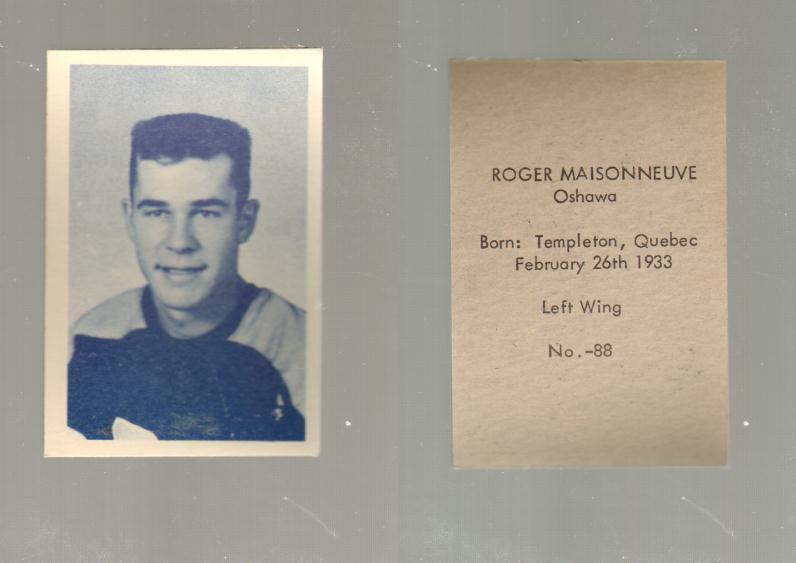 ROGER MAISONNEUVE
Oshawa
Born: Templeton, Quebec
February 26th 1933
Left Wing
No.-88